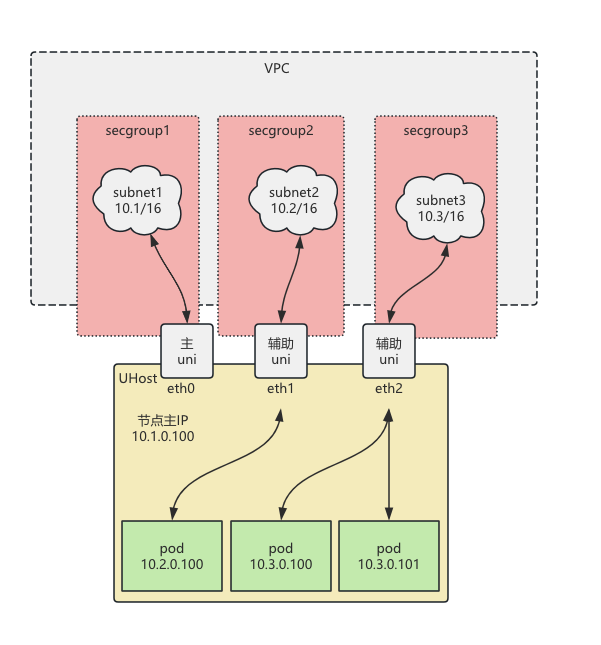 VPC
secgroup1
secgroup2
secgroup3
subnet1
10.1/16
subnet2
10.2/16
subnet3
10.3/16
主
uni
辅助
uni
辅助
uni
UHost
eth0
eth1
eth2
节点主IP
10.1.0.100
pod
10.2.0.100
pod
10.3.0.100
pod
10.3.0.101